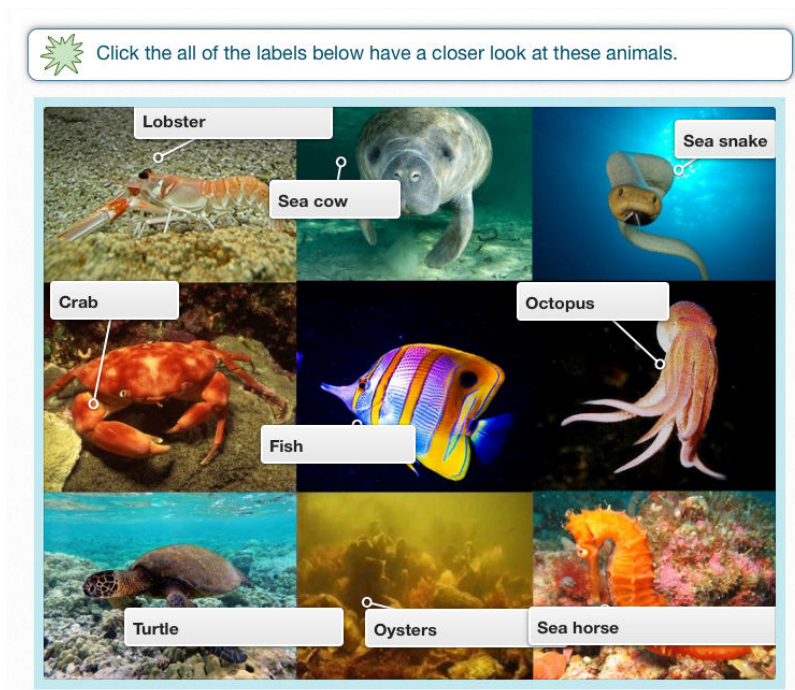 Click the all of the labels below have a closer look at these animals.
Lobster
Sea cow
Sea snake
Crab
Octopus
Fish
Turtle
Oysters
Sea horse